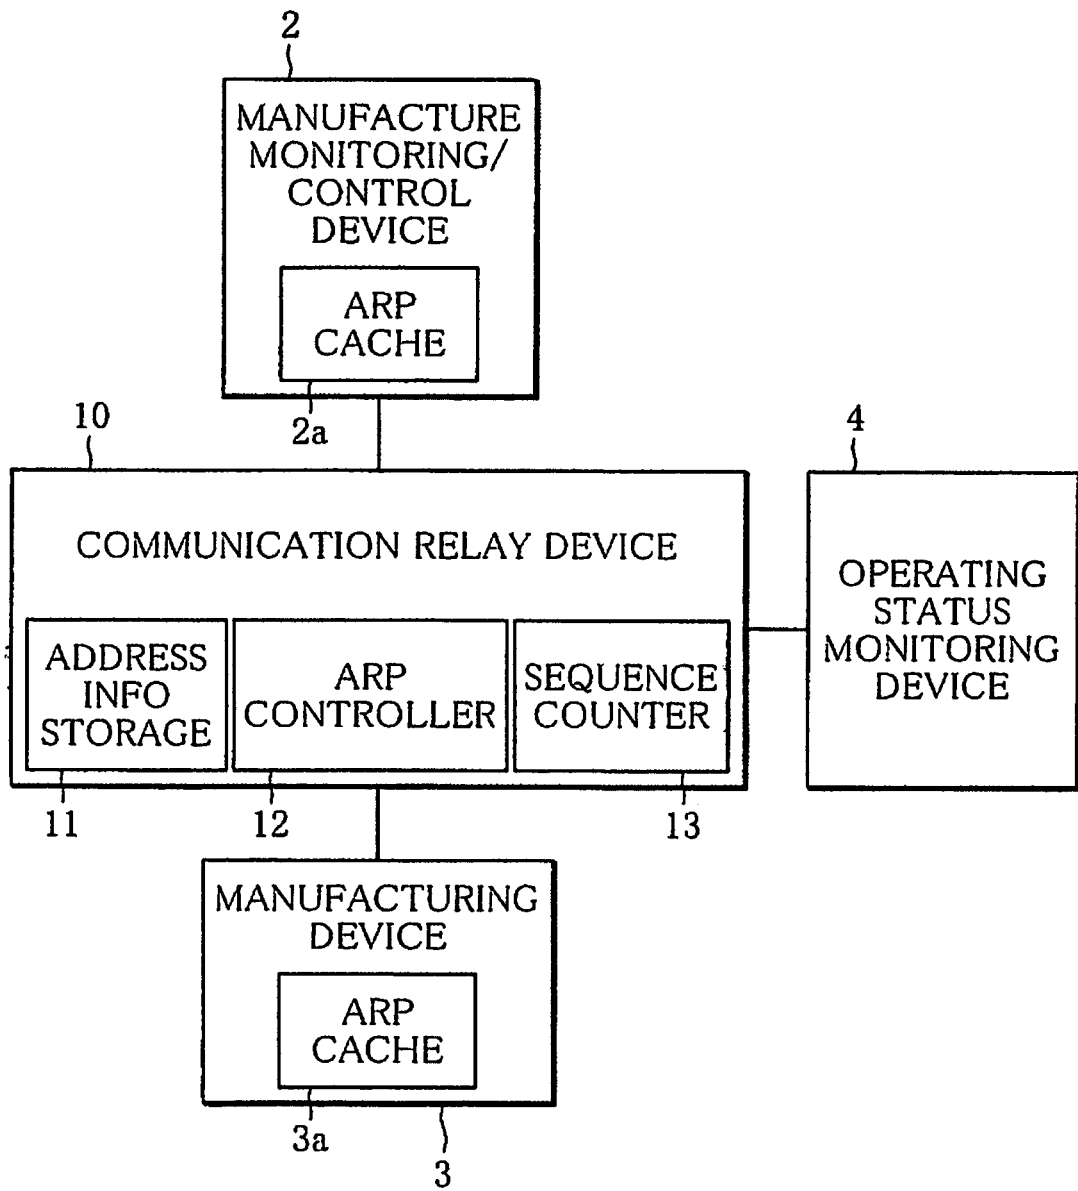 2
MANUFACTURE
MONITORING/
CONTROL
DEVICE
ARP
CACHE
2a
10
4
COMMUNICATION RELAY DEVICE
ADDRESS
INFO
STORAGE
ARP
CONTROLLER
SEQUENCE
COUNTER
OPERATING
STATUS
MONITORING
DEVICE
11
12
13
MANUFACTURING
DEVICE
ARP
CACHE
3a
3